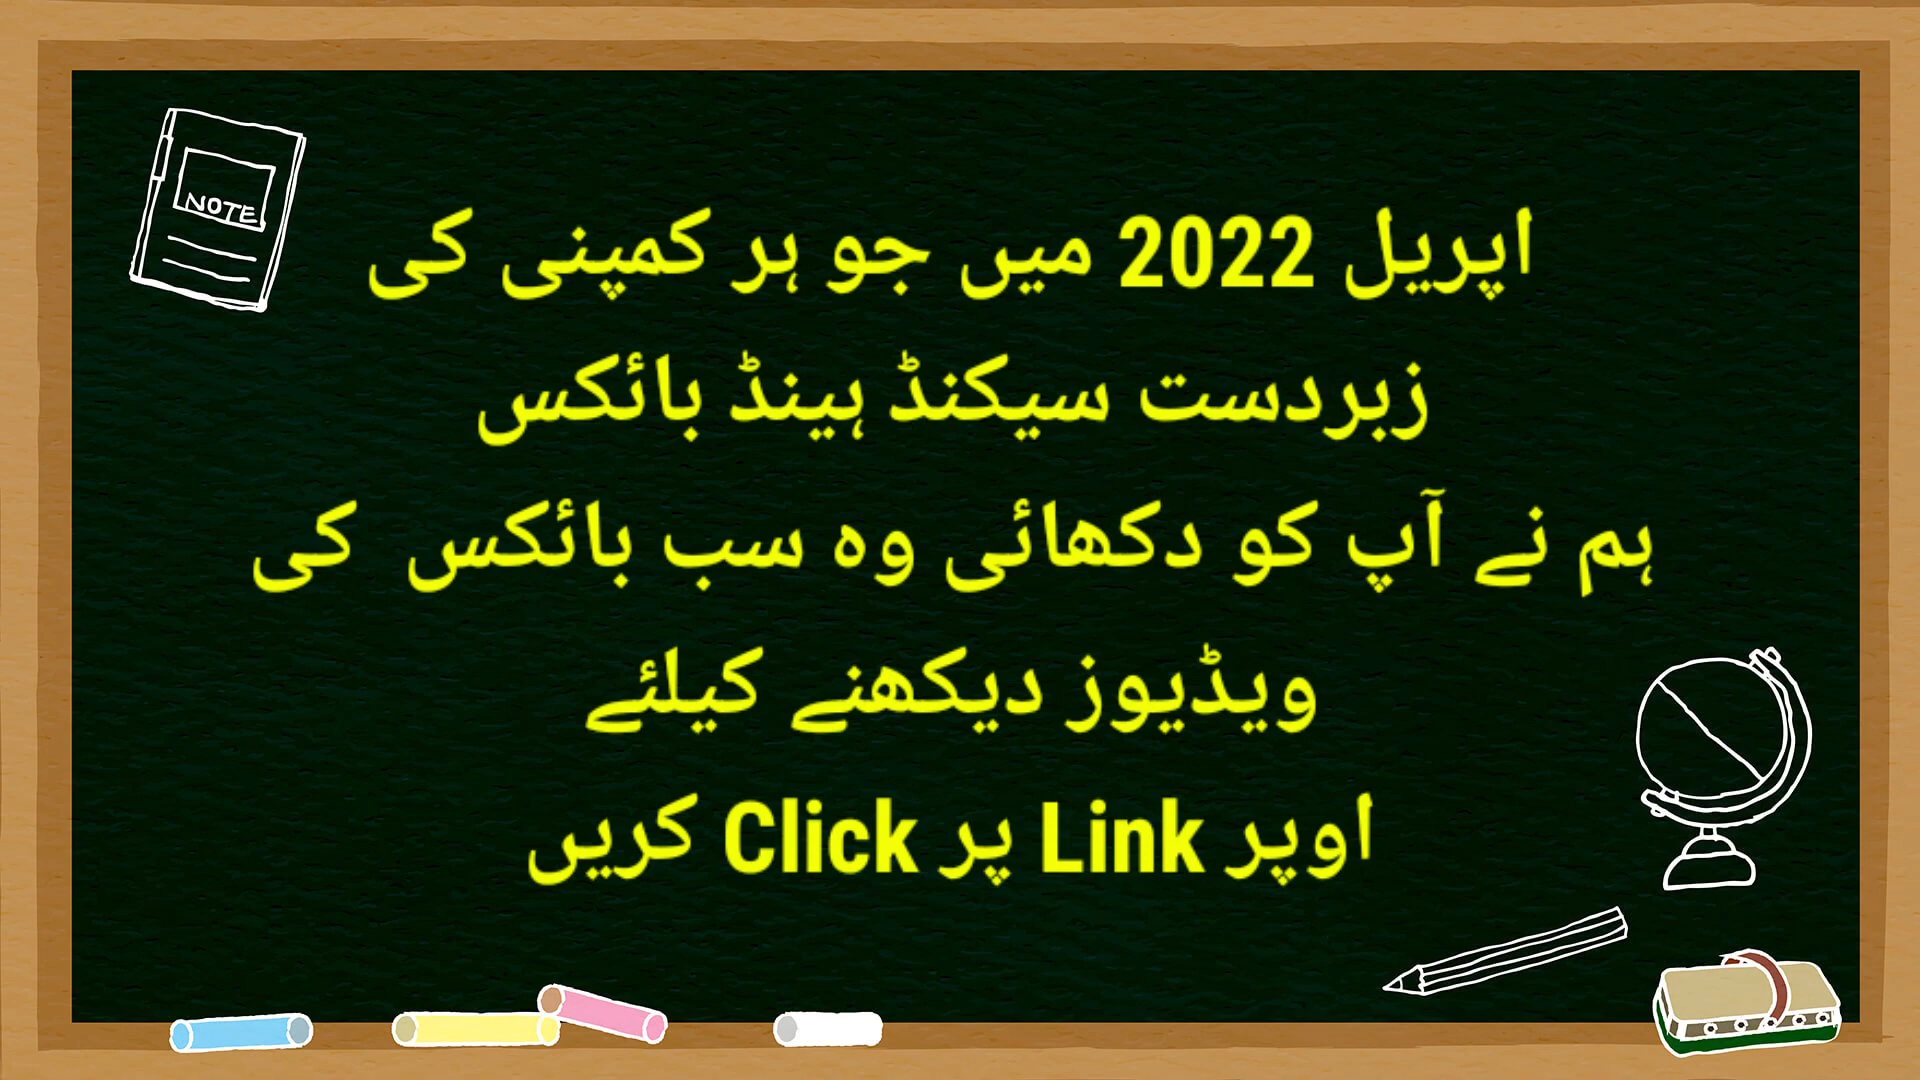 NOTE
اپریل 2022 میں جو ہر کمپنی کی
زبردست سیکنڈ ہینڈ بائکس
ہم نے آپ کو دکھائی وہ سب بائکس کی
ویڈیوز دیکھنے کیلئے
اوپر Link پر Click کریں